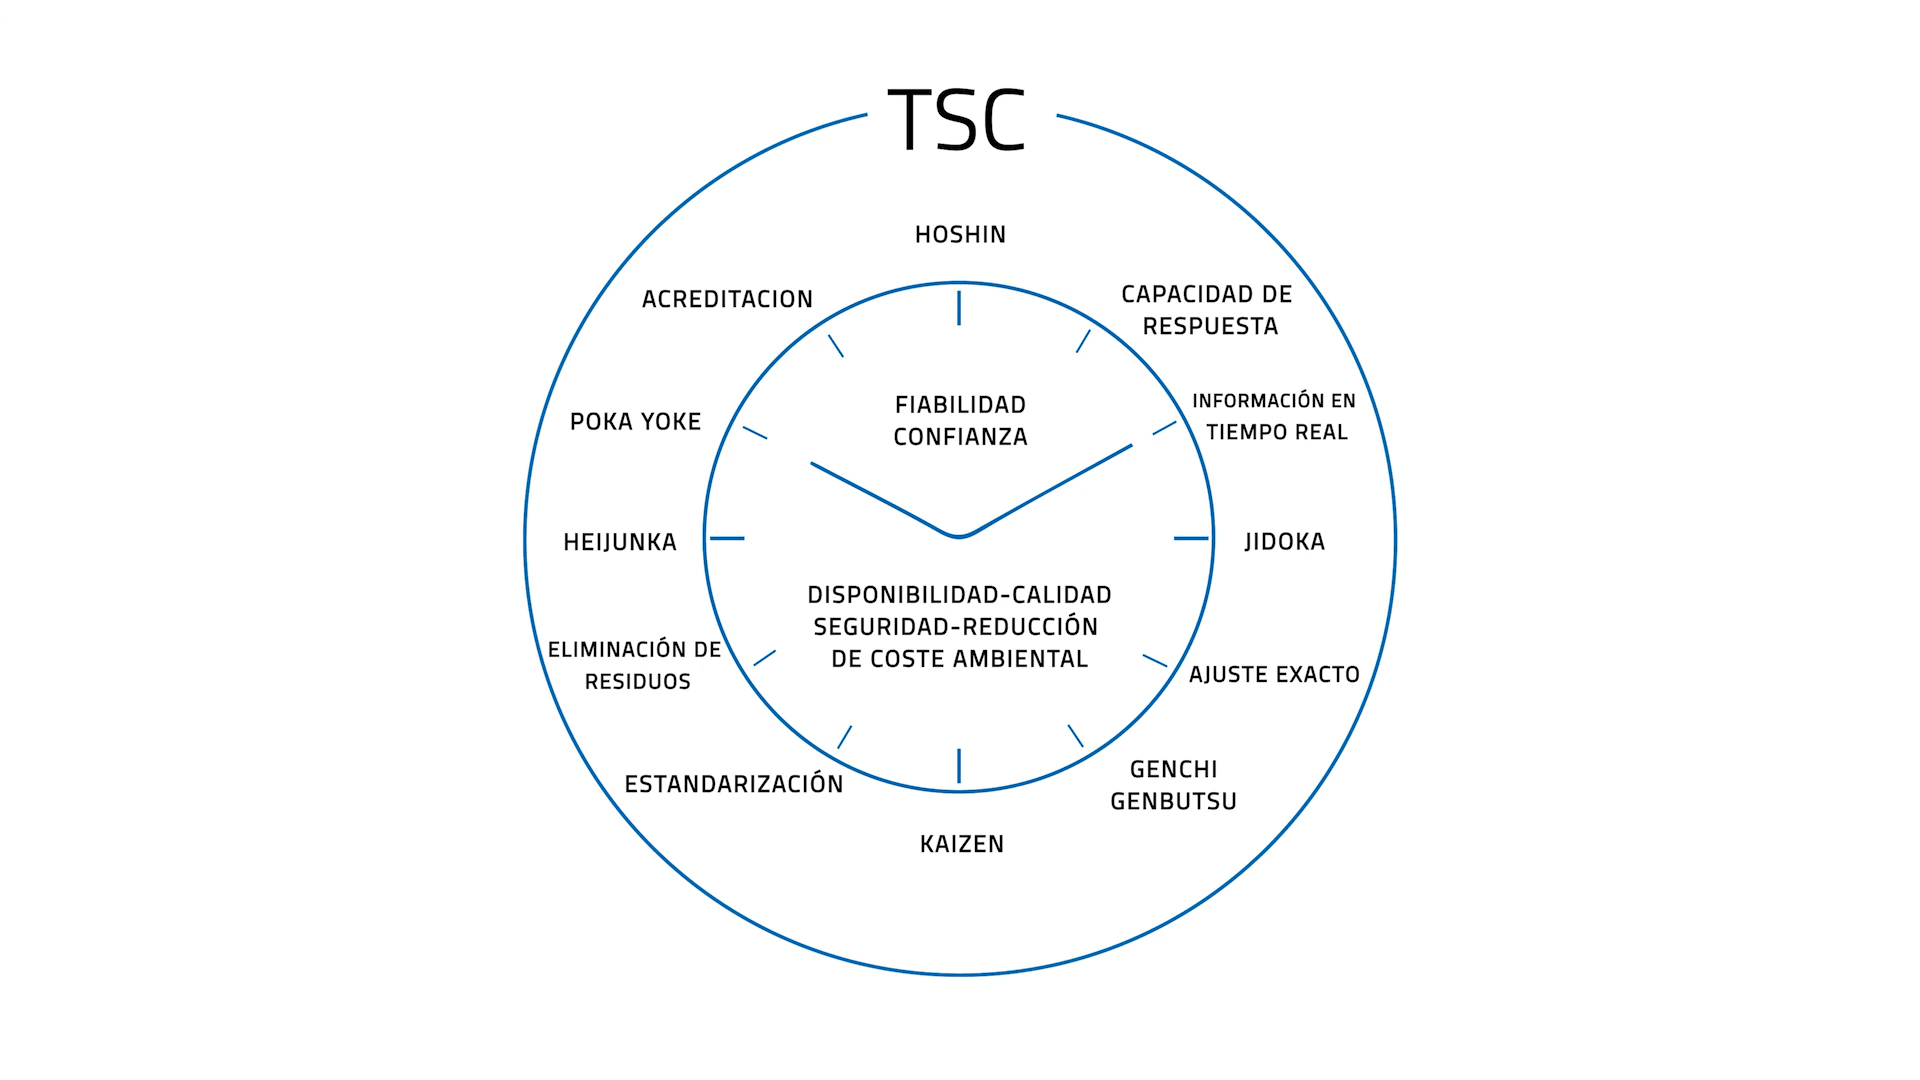 TSC
HOSHIN
CAPACIDAD DE
RESPUESTA
INFORMACIÓN EN
TIEMPO REAL
JIDOKA
AJUSTE EXACTO
GENCHI
GENBUTSU
KAIZEN
ESTANDARIZACIÓN
ELIMINACIÓN DE
RESIDUOS
HEIJUNKA
POKA YOKE
ACREDITACION
FIABILIDAD
CONFIANZA
DISPONIBILIDAD-CALIDAD
SEGURIDAD-REDUCCIÓN
DE COSTE AMBIENTAL